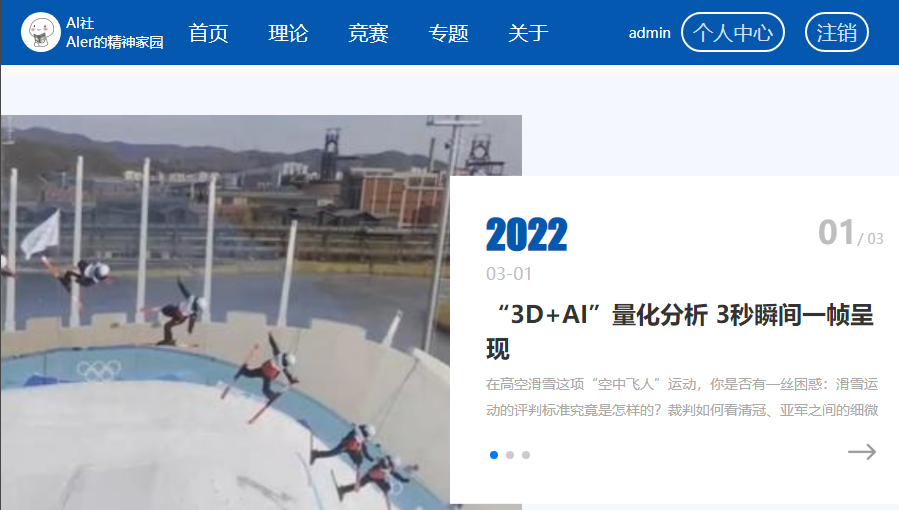 AI社
AIer的精神家园
首页 理论 竞赛 专题 关于
admin 个人中心 注销
2022
01 / 03
03-01
“3D+AI”量化分析 3秒瞬间一帧呈
现
在高空滑雪这项“空中飞人”运动，你是否有一丝困惑：滑雪运
动的评判标准究竟是怎样的？裁判如何看清冠、亚军之间的细微